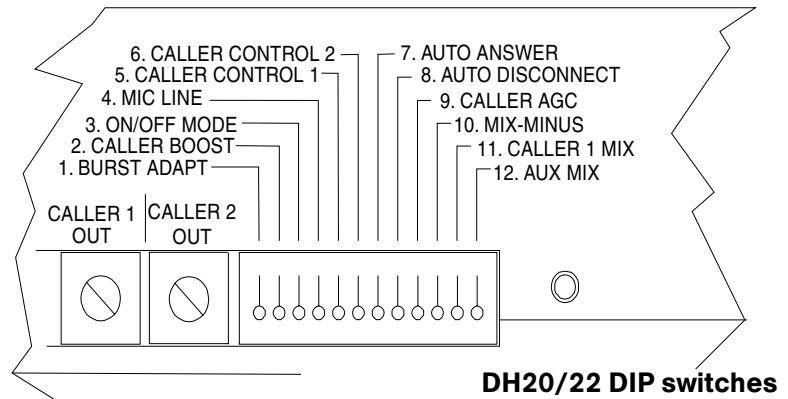 6. CALLER CONTROL 2
5. CALLER CONTROL 1
4. MIC LINE
3. ON/OFF MODE
2. CALLER BOOST
1. BURST ADAPT
7. AUTO ANSWER
8. AUTO DISCONNECT
9. CALLER AGC
10. MIX-MINUS
11. CALLER 1 MIX
12. AUX MIX
CALLER 1
OUT
CALLER 2
OUT
DH20/22 DIP switches